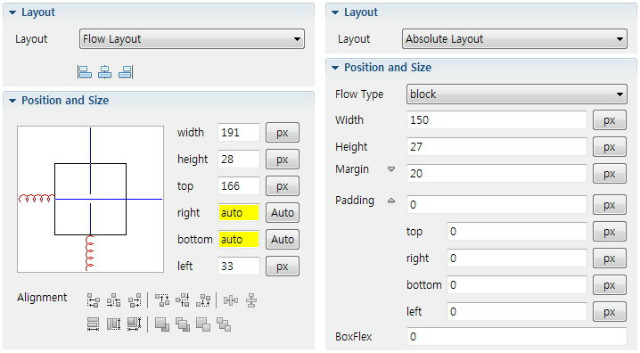 Layout
Layout Flow Layout
Position and Size
width 191 px
height 28 px
top 166 px
right auto Auto
bottom auto Auto
left 33 px
Alignment
Layout
Layout Absolute Layout
Position and Size
Flow Type block
Width 150 px
Height 27 px
Margin 20 px
Padding 0 px
top 0 px
right 0 px
bottom 0 px
left 0 px
BoxFlex 0